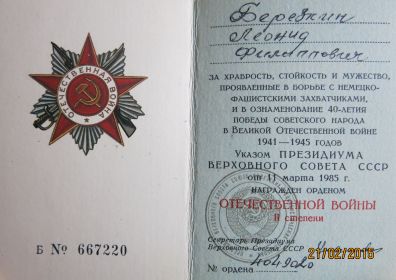 ОТЕЧЕСТВЕННАЯ ВОЙНА
Б № 667220
Березкин
Леонид
Филиппович
ЗА ХРАБРОСТЬ, СТОЙКОСТЬ И МУЖЕСТВО,
ПРОЯВЛЕННЫЕ В БОРЬБЕ С НЕМЕЦКО-
ФАШИСТСКИМИ ЗАХВАТЧИКАМИ,
И В ОЗНАМЕНОВАНИЕ 40-ЛЕТИЯ
ПОБЕДЫ СОВЕТСКОГО НАРОДА
В ВЕЛИКОЙ ОТЕЧЕСТВЕННОЙ ВОЙНЕ
1941—1945 ГОДОВ
УКАЗОМ ПРЕЗИДИУМА
ВЕРХОВНОГО СОВЕТА СССР
от 11 марта 1985 г.
НАГРАЖДЕН ОРДЕНОМ
ОТЕЧЕСТВЕННОЙ ВОЙНЫ
II степени
Секретарь Президиума
Верховного Совета СССР
№ ордена
21/02/2015